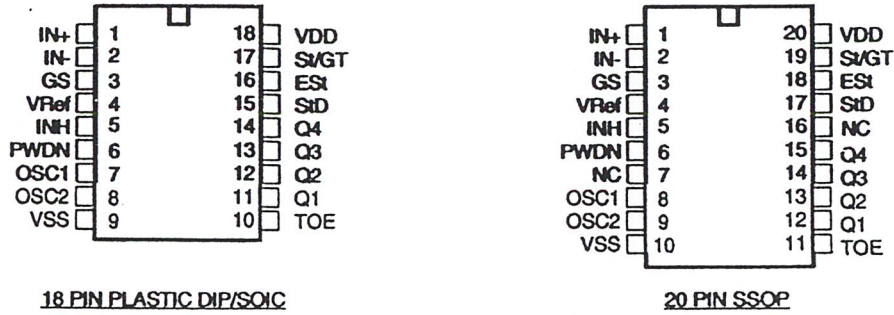 IN+ 1 18 VDD
IN- 2 17 St/GT
GS 3 16 ESt
VRef 4 15 StD
INH 5 14 Q4
PWDN 6 13 Q3
OSC1 7 12 Q2
OSC2 8 11 Q1
VSS 9 10 TOE
18 PIN PLASTIC DIP/SOIC
IN+ 1 20 VDD
IN- 2 19 St/GT
GS 3 18 ESt
VRef 4 17 StD
INH 5 16 NC
PWDN 6 15 Q4
NC 7 14 Q3
OSC1 8 13 Q2
OSC2 9 12 Q1
VSS 10 11 TOE
20 PIN SSOP